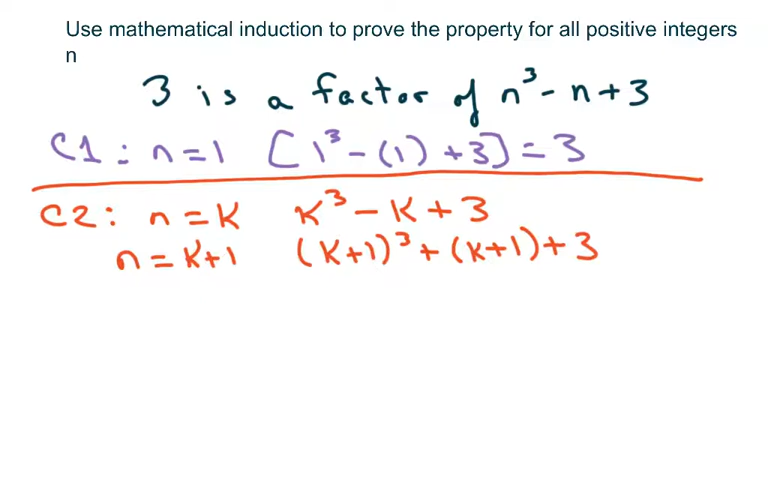 Use mathematical induction to prove the property for all positive integers
n
3 is a factor of n³ - n + 3
C1: n = 1 [1³ - (1) + 3] = 3
C2: n = K K³ - K + 3
n = K+1 (K+1)³ + (K+1) + 3